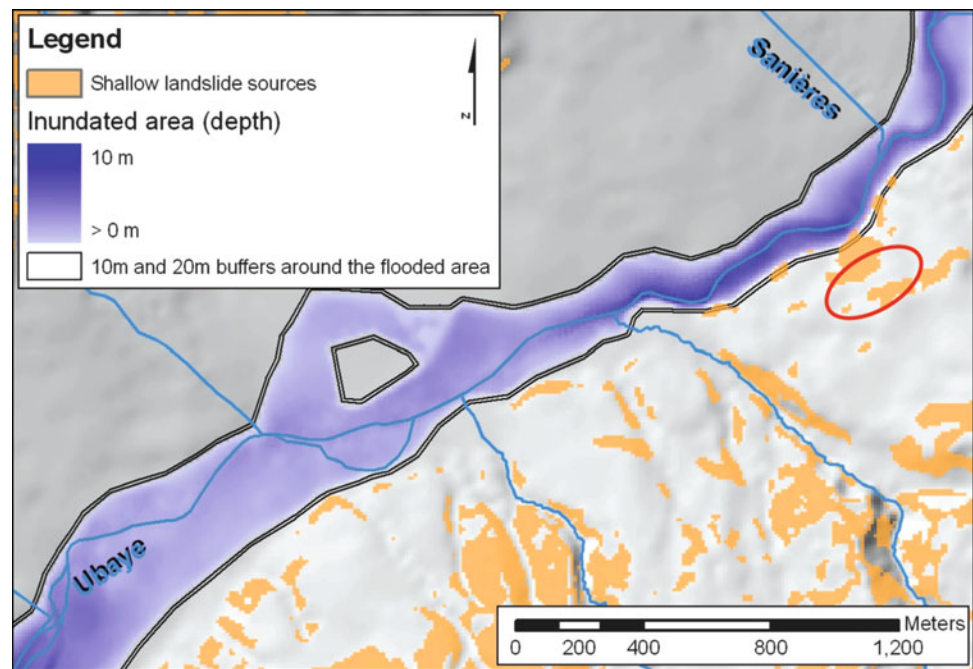 Legend
Shallow landslide sources
Inundated area (depth)
10 m
> 0 m
10m and 20m buffers around the flooded area
N
Sanières
Ubaye
Meters
0 200 400 800 1,200